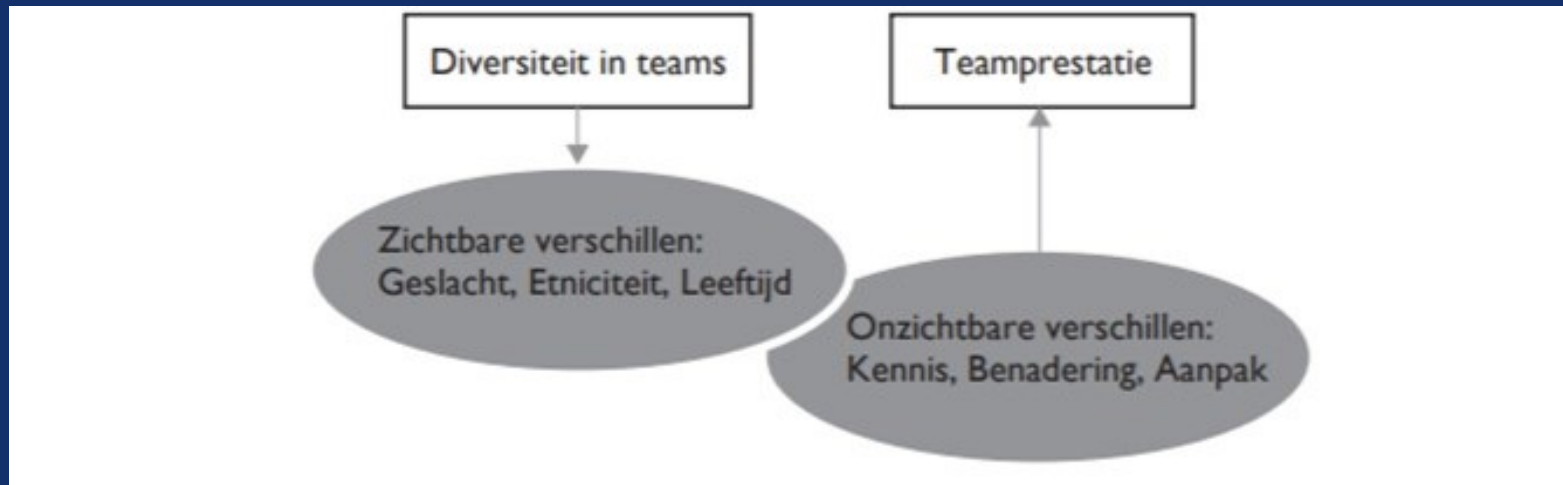 Diversiteit in teams
Teamprestatie
Zichtbare verschillen:
Geslacht, Etniciteit, Leeftijd
Onzichtbare verschillen:
Kennis, Benadering, Aanpak